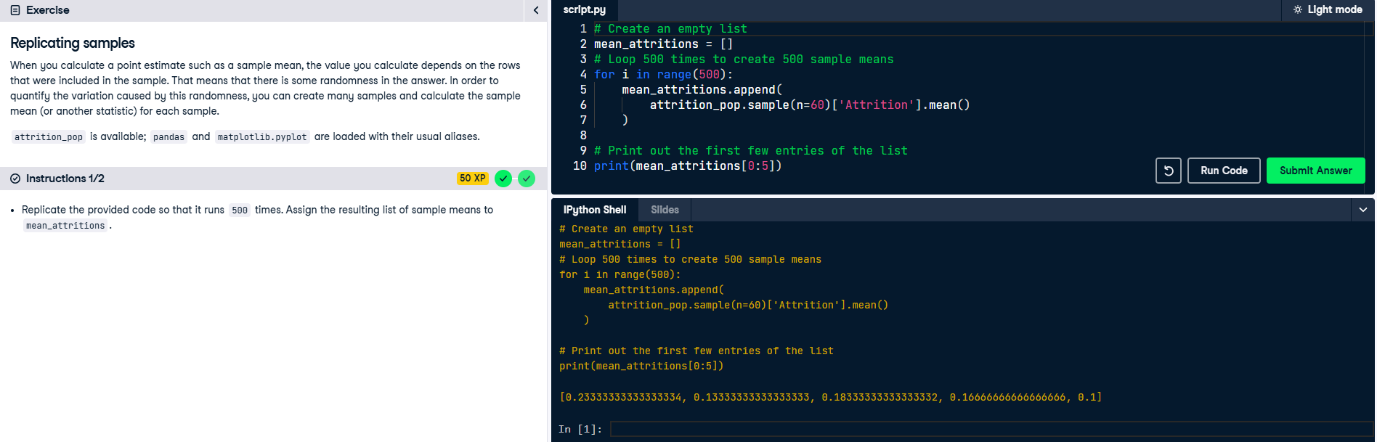 Exercise
Replicating samples
When you calculate a point estimate such as a sample mean, the value you calculate depends on the rows
that were included in the sample. That means that there is some randomness in the answer. In order to
quantify the variation caused by this randomness, you can create many samples and calculate the sample
mean (or another statistic) for each sample.
attrition_pop is available; pandas and matplotlib.pyplot are loaded with their usual aliases.
Instructions 1/2
50 XP
• Replicate the provided code so that it runs 500 times. Assign the resulting list of sample means to
mean_attritions .
script.py
Light mode
1 # Create an empty list
2 mean_attritions = []
3 # Loop 500 times to create 500 sample means
4 for i in range(500):
5     mean_attritions.append(
6         attrition_pop.sample(n=60)['Attrition'].mean()
7     )
8
9 # Print out the first few entries of the list
10 print(mean_attritions[0:5])
Run Code
Submit Answer
IPython Shell
Slides
# Create an empty list
mean_attritions = []
# Loop 500 times to create 500 sample means
for i in range(500):
    mean_attritions.append(
        attrition_pop.sample(n=60)['Attrition'].mean()
    )
# Print out the first few entries of the list
print(mean_attritions[0:5])
[0.23333333333333334, 0.13333333333333333, 0.18333333333333332, 0.16666666666666666, 0.1]
In [1]: